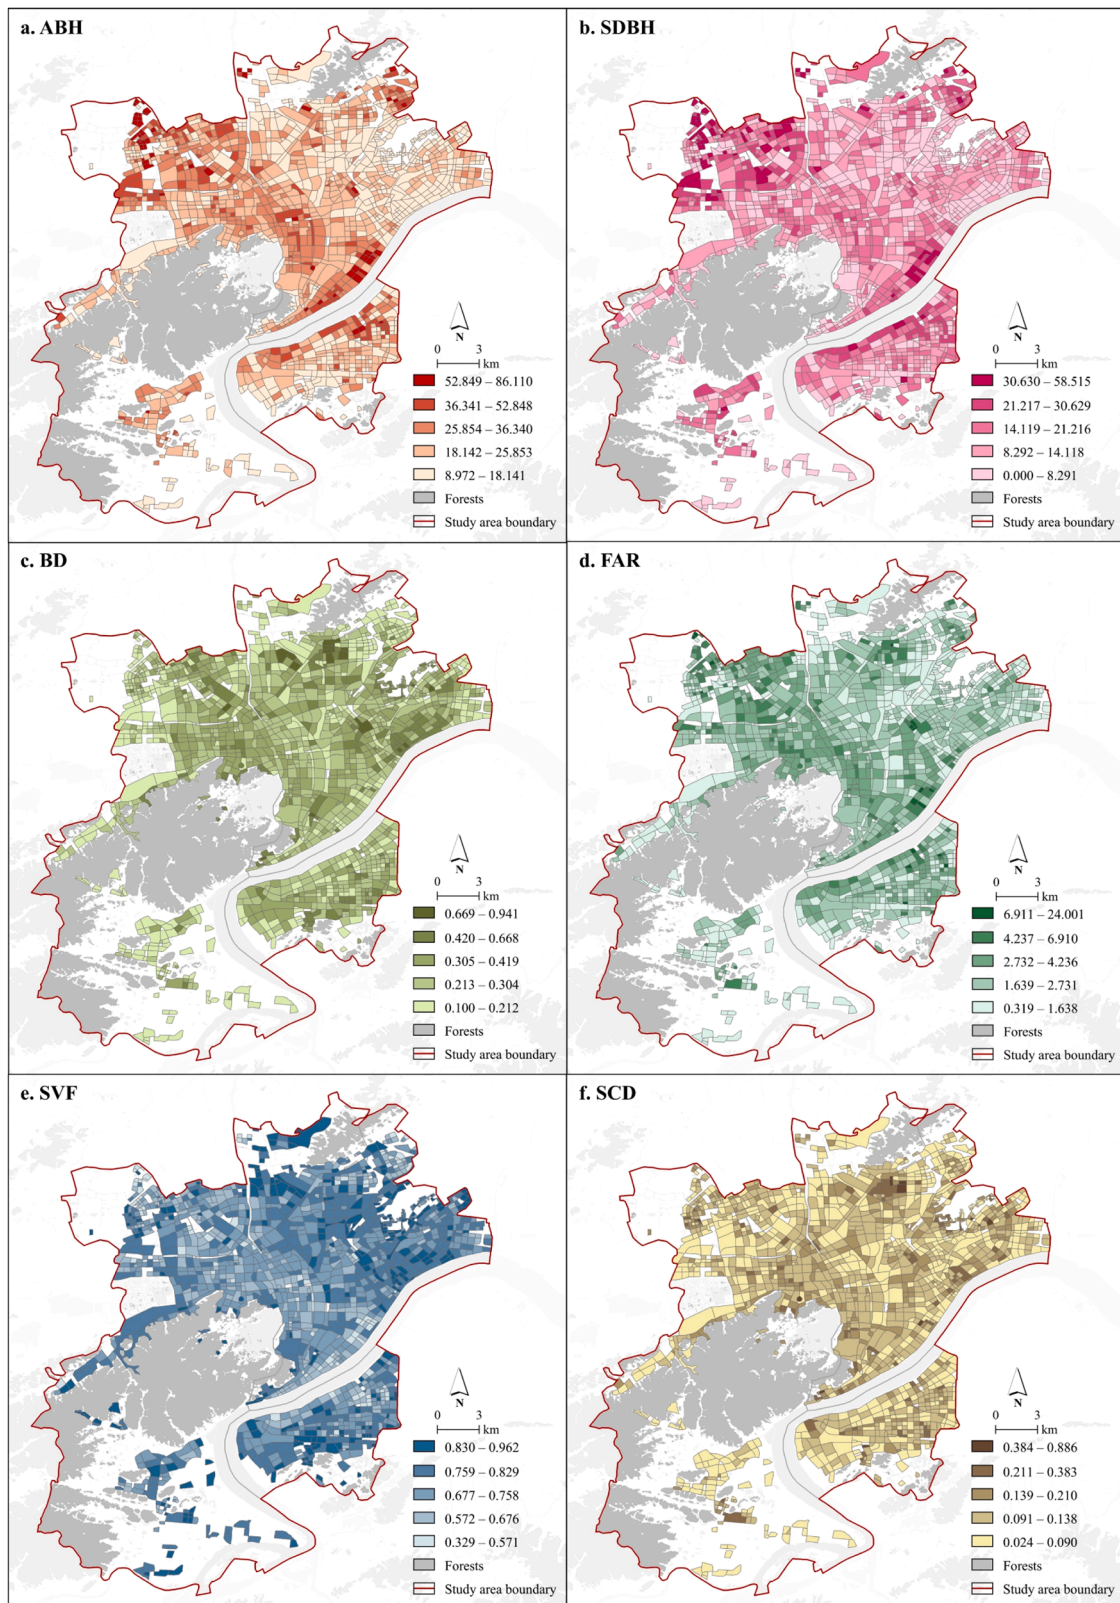 a. ABH
N
0 3
km
52.849 – 86.110
36.341 – 52.848
25.854 – 36.340
18.142 – 25.853
8.972 – 18.141
Forests
Study area boundary
b. SDBH
N
0 3
km
30.630 – 58.515
21.217 – 30.629
14.119 – 21.216
8.292 – 14.118
0.000 – 8.291
Forests
Study area boundary
c. BD
N
0 3
km
0.669 – 0.941
0.420 – 0.668
0.305 – 0.419
0.213 – 0.304
0.100 – 0.212
Forests
Study area boundary
d. FAR
N
0 3
km
6.911 – 24.001
4.237 – 6.910
2.732 – 4.236
1.639 – 2.731
0.319 – 1.638
Forests
Study area boundary
e. SVF
N
0 3
km
0.830 – 0.962
0.759 – 0.829
0.677 – 0.758
0.572 – 0.676
0.329 – 0.571
Forests
Study area boundary
f. SCD
N
0 3
km
0.384 – 0.886
0.211 – 0.383
0.139 – 0.210
0.091 – 0.138
0.024 – 0.090
Forests
Study area boundary